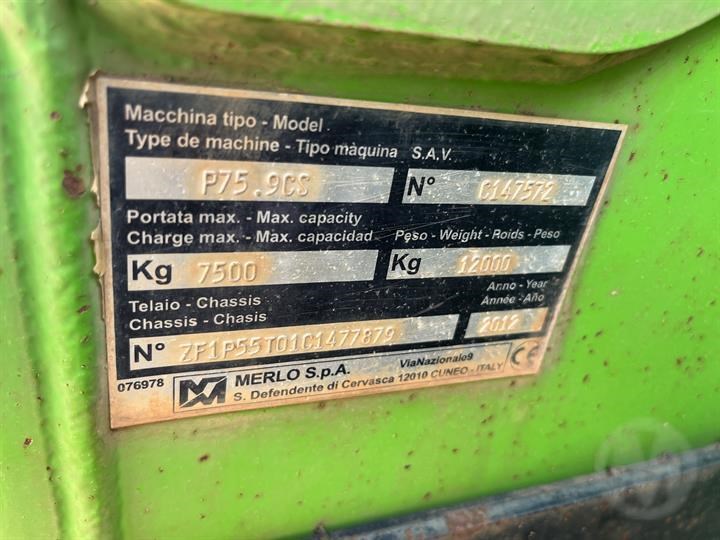 Macchina tipo - Model
Type de machine - Tipo màquina S.A.V.
P75.9CS N° C147572
Portata max. - Max. capacity
Charge max. - Max. capacidad Peso - Weight - Roids - Peso
Kg 7500 Kg 12000
Telaio - Chassis Anno - Year
Chassis - Chasis Année - Año
N° ZF1P55T01C1477879 2012
076978 MERLO S.p.A. ViaNazionale9 CE
S. Defendente di Cervasca 12010 CUNEO - ITALY